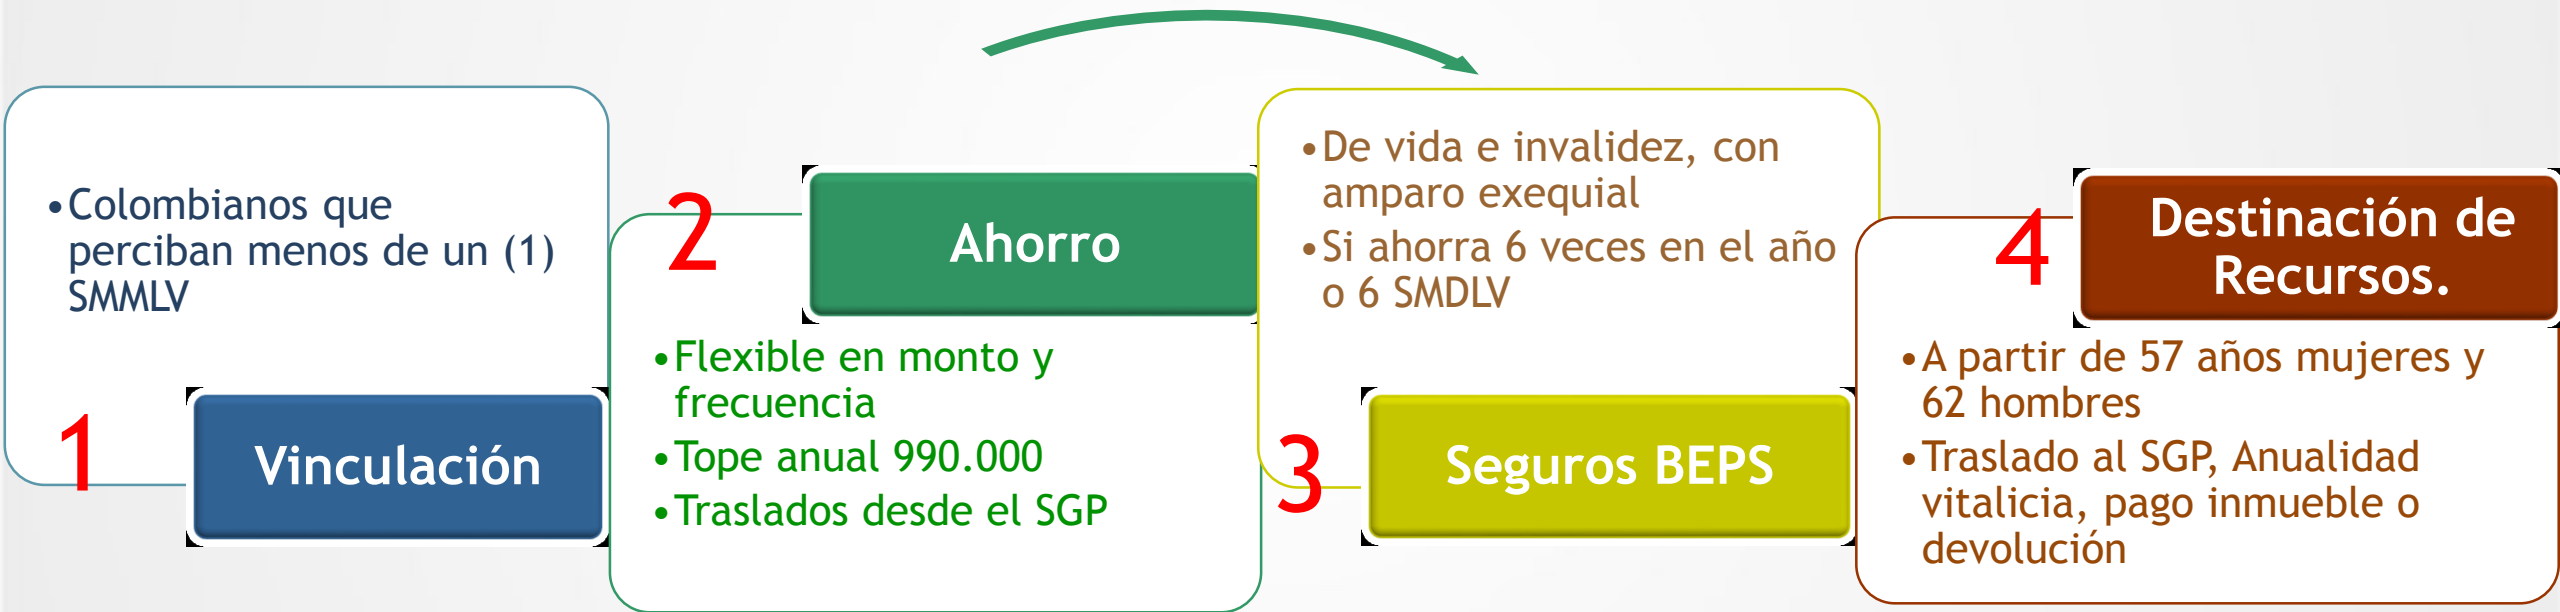 •Colombianos que
perciban menos de un (1)
SMMLV
1
Vinculación
2
Ahorro
•Flexible en monto y
frecuencia
•Tope anual 990.000
•Traslados desde el SGP
•De vida e invalidez, con
amparo exequial
•Si ahorra 6 veces en el año
o 6 SMDLV
3
Seguros BEPS
4
Destinación de
Recursos.
•A partir de 57 años mujeres y
62 hombres
•Traslado al SGP, Anualidad
vitalicia, pago inmueble o
devolución